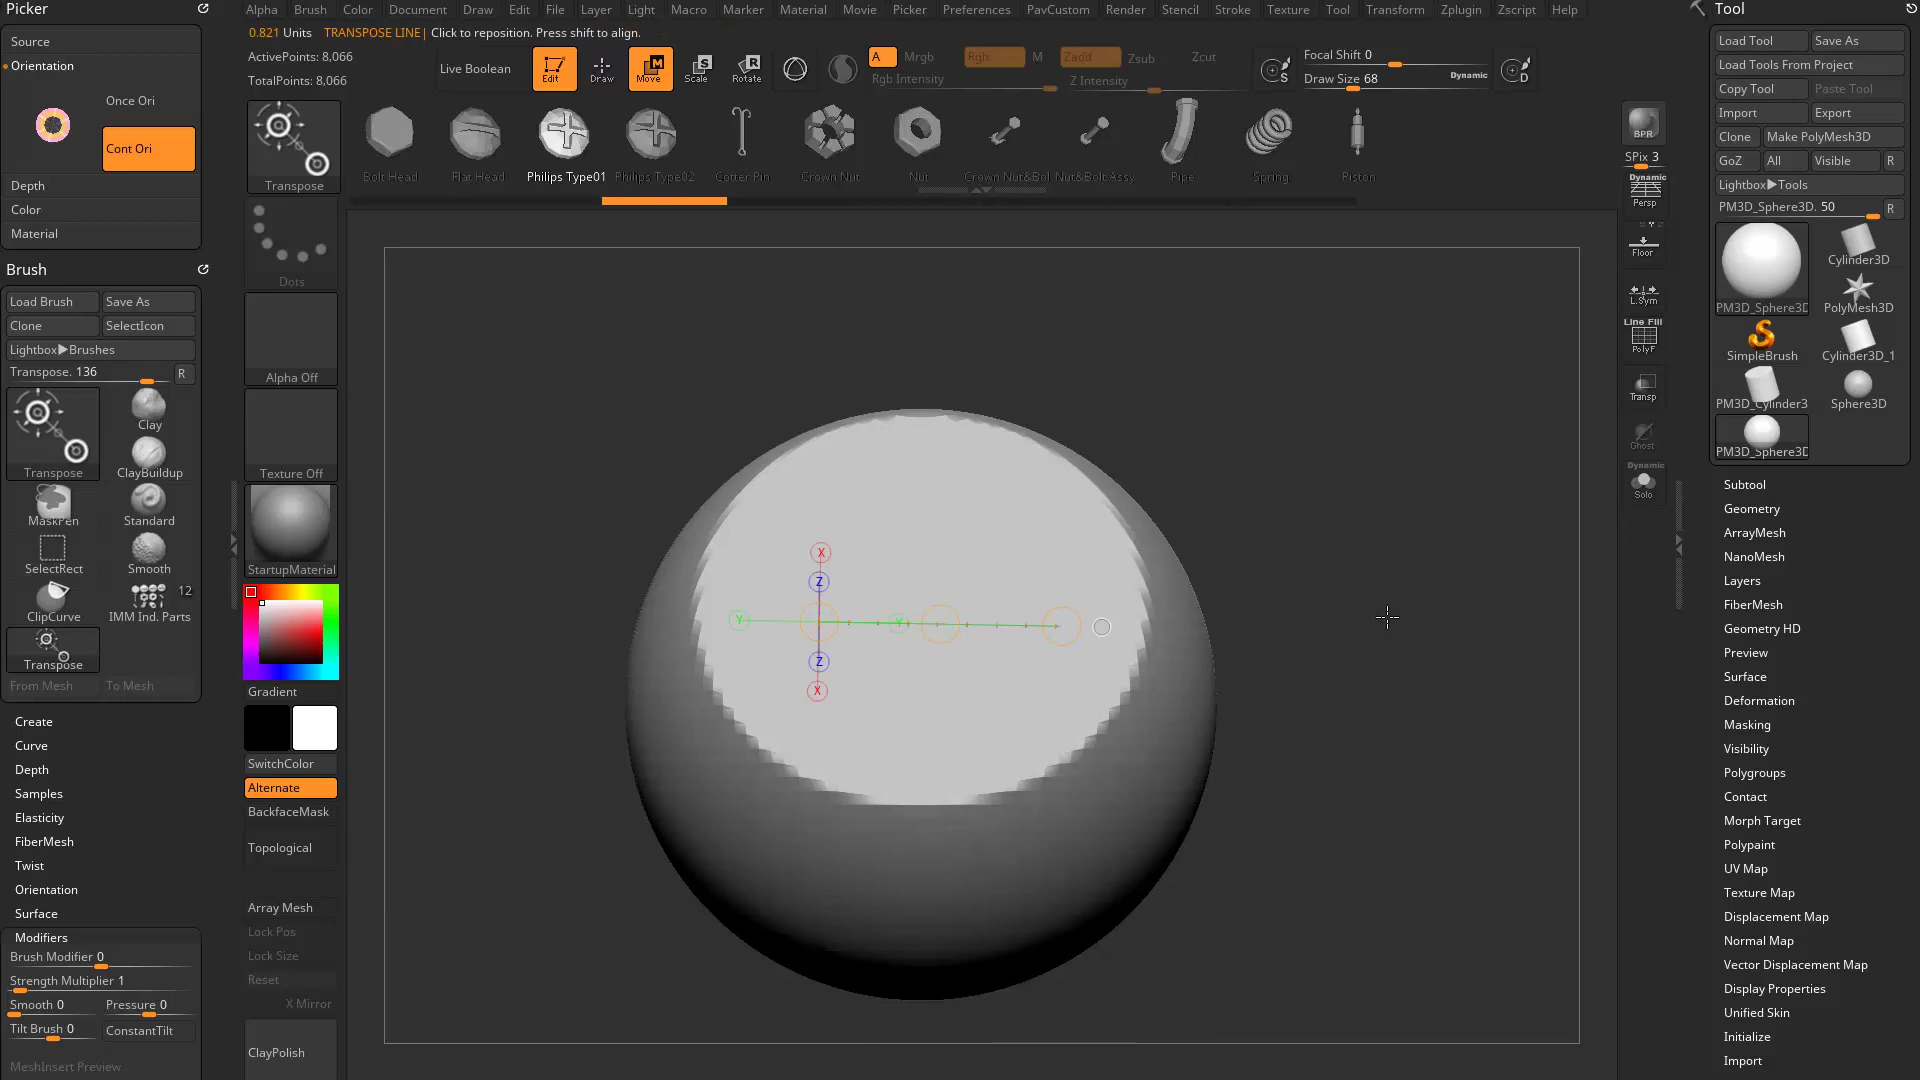 Picker
Source
Orientation
Once Ori
Cont Ori
Depth
Color
Material
Brush
Load Brush
Save As
Clone
SelectIcon
Lightbox▶Brushes
Transpose. 136
R
Transpose
Clay
ClayBuildup
MaskPen
Standard
SelectRect
Smooth
ClipCurve
12
IMM Ind. Parts
Transpose
From Mesh
To Mesh
Create
Curve
Depth
Samples
Elasticity
FiberMesh
Twist
Orientation
Surface
Modifiers
Brush Modifier 0
Strength Multiplier 1
Smooth 0
Pressure 0
Tilt Brush 0
ConstantTilt
MeshInsert Preview
Alpha
Brush
Color
Document
Draw
Edit
File
Layer
Light
Macro
Marker
Material
Movie
Picker
Preferences
PavCustom
Render
Stencil
Stroke
Texture
Tool
Transform
Zplugin
Zscript
Help
0.821 Units
TRANSPOSE LINE| Click to reposition. Press shift to align.
ActivePoints: 8,066
TotalPoints: 8,066
Live Boolean
Edit
Draw
M
Move
S
Scale
R
Rotate
A
Mrgb
Rgb
M
Rgb Intensity
Zadd
Zsub
Zcut
Z Intensity
S
Focal Shift 0
Draw Size 68
Dynamic
D
Transpose
Bolt Head
Flat Head
Philips Type01
Philips Type02
Cotter Pin
Crown Nut
Nut
Crown Nut&Bol
Nut&Bolt Assy
Pipe
Spring
Piston
Dots
Alpha Off
Texture Off
StartupMaterial
Gradient
SwitchColor
Alternate
BackfaceMask
Topological
Array Mesh
Lock Pos
Lock Size
Reset
X Mirror
ClayPolish
X
Z
Y
Y
Z
X
BPR
SPix 3
Dynamic
Persp
Floor
L.Sym
Line Fill
PolyF
Transp
Ghost
Dynamic
Solo
Tool
Load Tool
Save As
Load Tools From Project
Copy Tool
Paste Tool
Import
Export
Clone
Make PolyMesh3D
GoZ
All
Visible
R
Lightbox▶Tools
PM3D_Sphere3D. 50
R
PM3D_Sphere3D
Cylinder3D
PolyMesh3D
SimpleBrush
Cylinder3D_1
PM3D_Cylinder3
Sphere3D
PM3D_Sphere3D
Subtool
Geometry
ArrayMesh
NanoMesh
Layers
FiberMesh
Geometry HD
Preview
Surface
Deformation
Masking
Visibility
Polygroups
Contact
Morph Target
Polypaint
UV Map
Texture Map
Displacement Map
Normal Map
Vector Displacement Map
Display Properties
Unified Skin
Initialize
Import